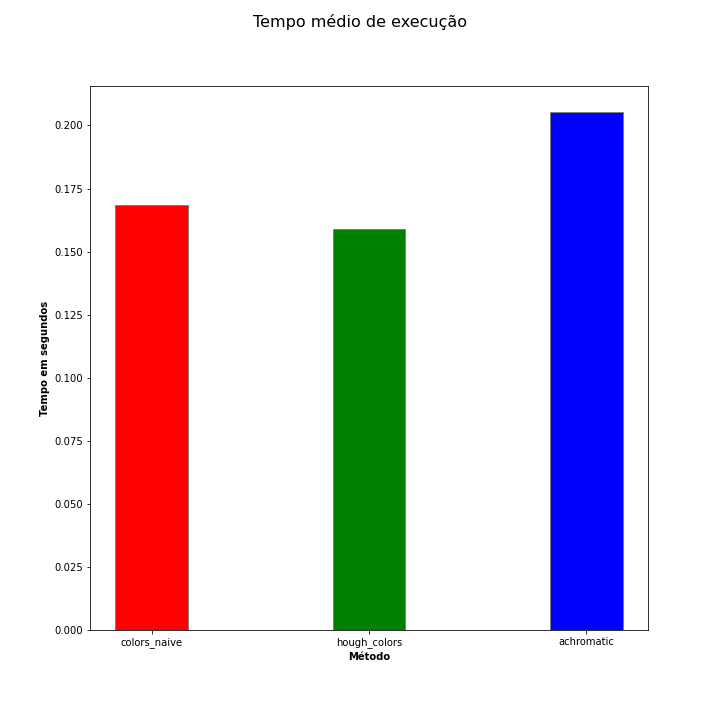 Tempo médio de execução
0.200
0.175
0.150
0.125
0.100
0.075
0.050
0.025
0.000
Tempo em segundos
colors_naive
hough_colors
achromatic
Método